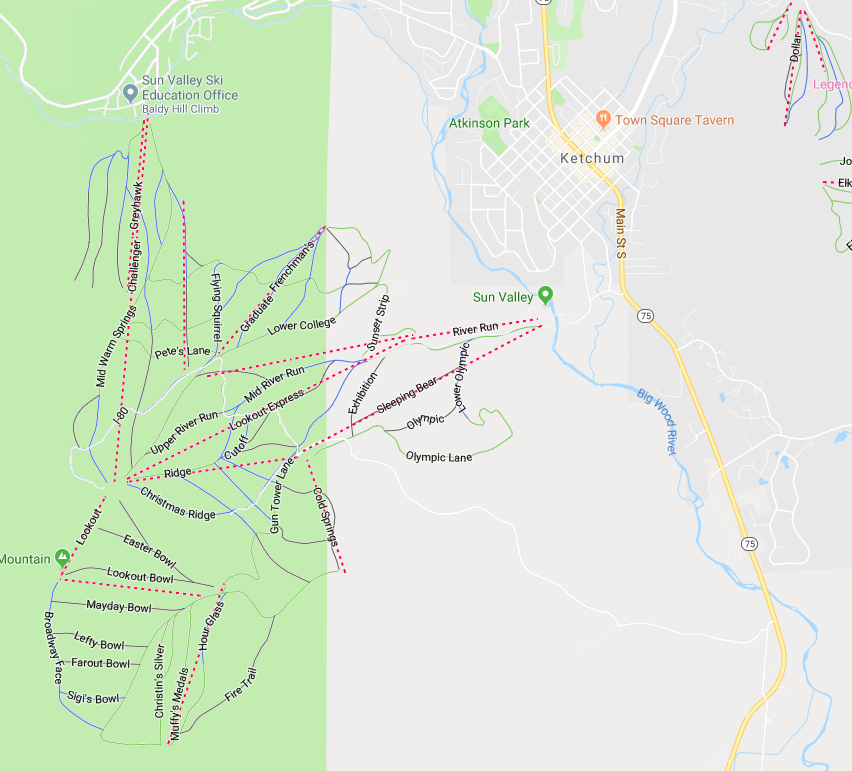 Dollar
Sun Valley Ski
Education Office
Baldy Hill Climb
Legend
Atkinson Park
Town Square Tavern
Ketchum
Jo
Elk
Greyhawk
Challenger
Main St S
Frenchman's
Graduate
Flying Squirrel
Sun Valley
75
Lower College
Sunset Strip
River Run
Mid Warm Springs
Pete's Lane
Mid River Run
Exhibition
Sleeping Bear
Lower Olympic
Lookout Express
I-80
Upper River Run
Olympic
Big Wood River
Cutoff
Olympic Lane
Ridge
Gun Tower Lane
Christmas Ridge
Cold Springs
Lookout
75
Easter Bowl
Mountain
Lookout Bowl
Mayday Bowl
Hour Glass
Broadway Face
Lefty Bowl
Farout Bowl
Christin's Silver
Muffy's Medals
Fire Trail
Sigi's Bowl